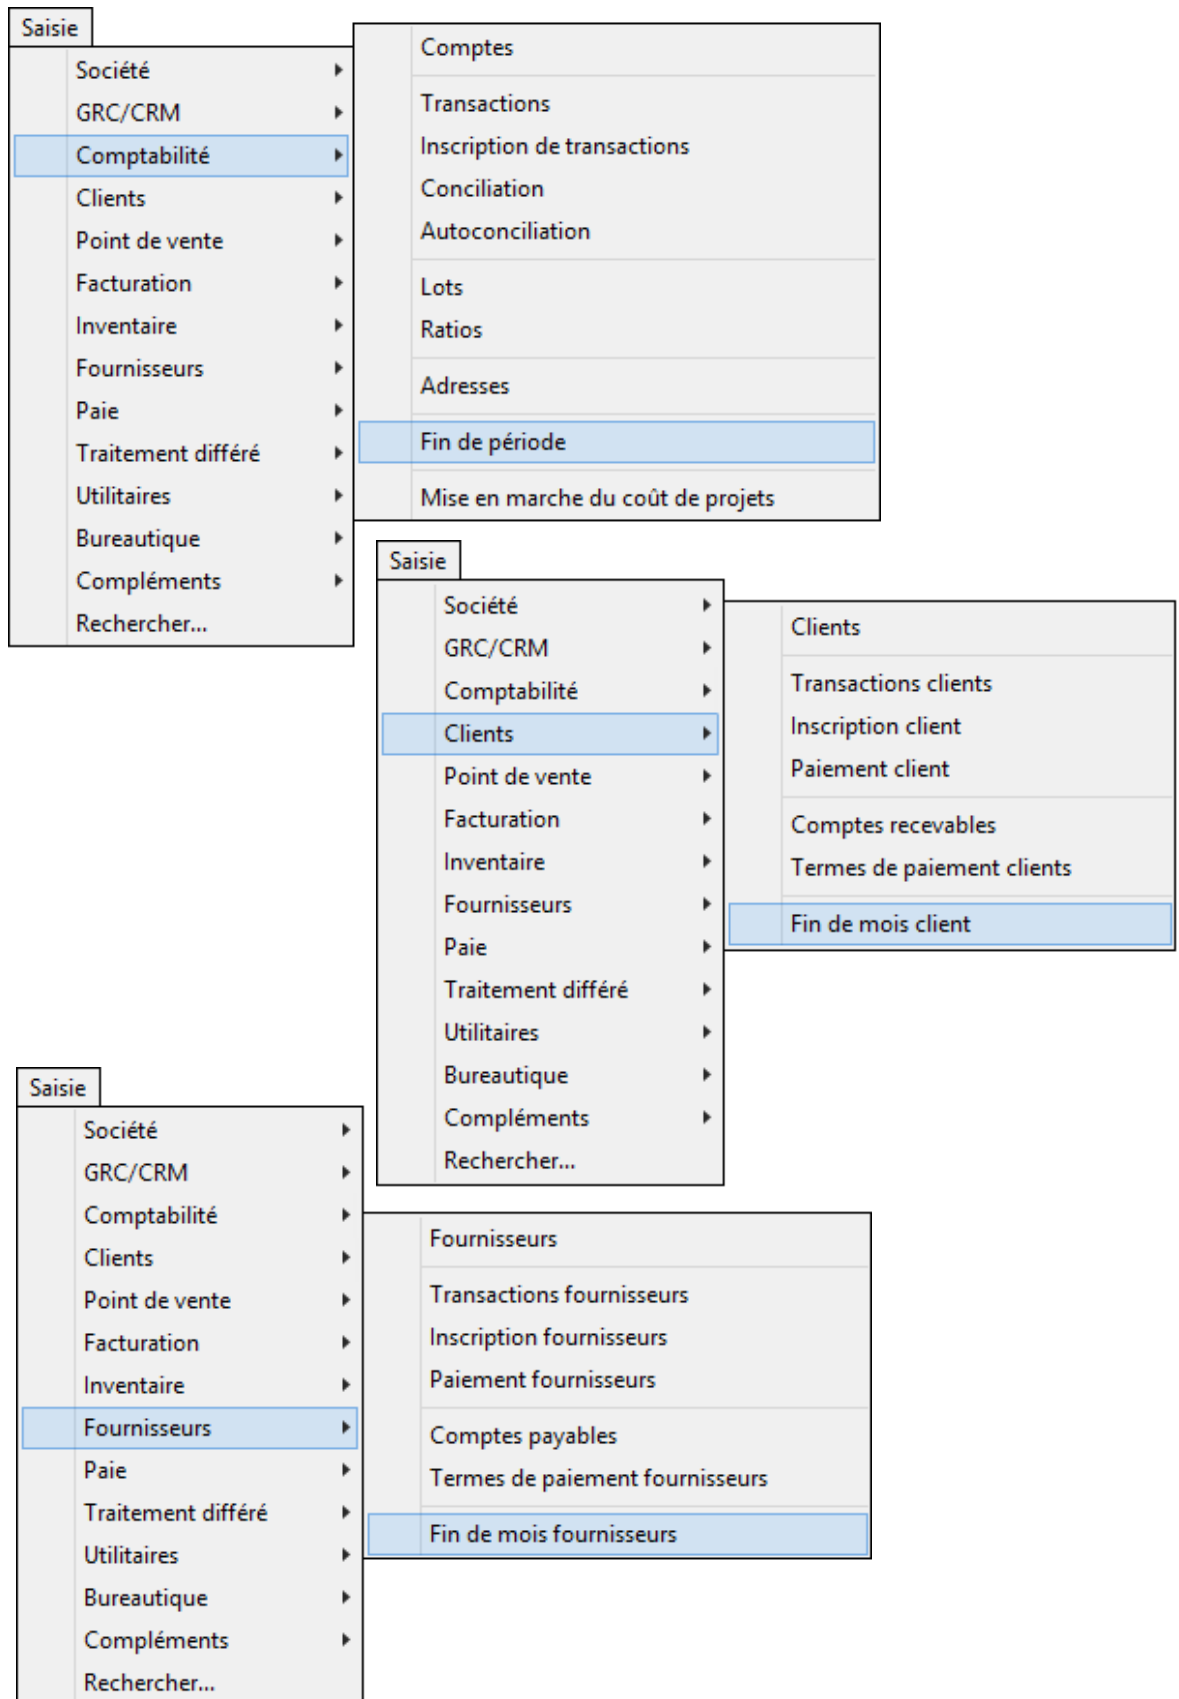 Saisie
Société
GRC/CRM
Comptabilité
Clients
Point de vente
Facturation
Inventaire
Fournisseurs
Paie
Traitement différé
Utilitaires
Bureautique
Compléments
Rechercher...
Comptes
Transactions
Inscription de transactions
Conciliation
Autoconciliation
Lots
Ratios
Adresses
Fin de période
Mise en marche du coût de projets
Saisie
Société
GRC/CRM
Comptabilité
Clients
Point de vente
Facturation
Inventaire
Fournisseurs
Paie
Traitement différé
Utilitaires
Bureautique
Compléments
Rechercher...
Clients
Transactions clients
Inscription client
Paiement client
Comptes recevables
Termes de paiement clients
Fin de mois client
Saisie
Société
GRC/CRM
Comptabilité
Clients
Point de vente
Facturation
Inventaire
Fournisseurs
Paie
Traitement différé
Utilitaires
Bureautique
Compléments
Rechercher...
Fournisseurs
Transactions fournisseurs
Inscription fournisseurs
Paiement fournisseurs
Comptes payables
Termes de paiement fournisseurs
Fin de mois fournisseurs